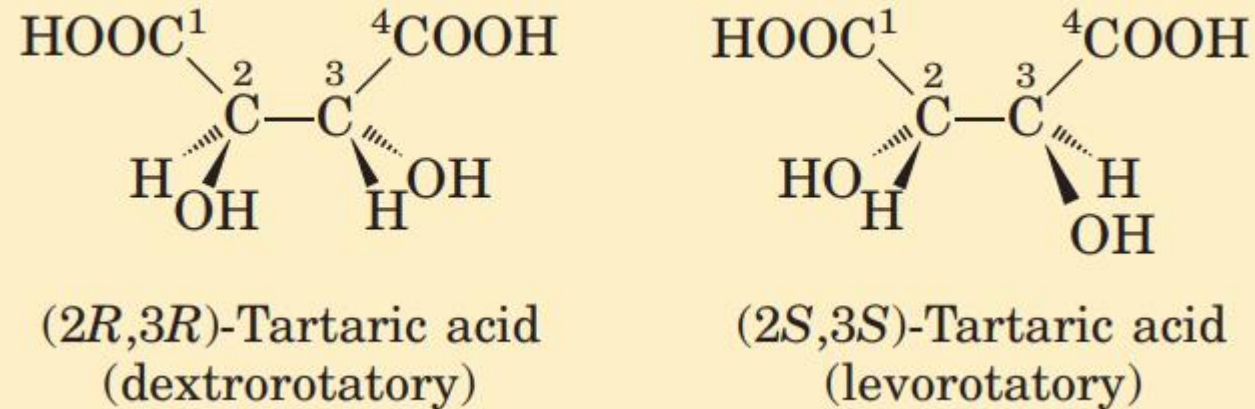 HOOC¹ ⁴COOH HOOC¹ ⁴COOH
2 3 2 3
C—C C—C
H OH HO H
OH H H OH
(2R,3R)-Tartaric acid (2S,3S)-Tartaric acid
(dextrorotatory) (levorotatory)